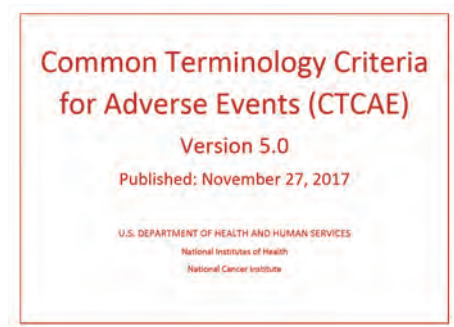 Common Terminology Criteria
for Adverse Events (CTCAE)
Version 5.0
Published: November 27, 2017
U.S. DEPARTMENT OF HEALTH AND HUMAN SERVICES
National Institutes of Health
National Cancer Institute